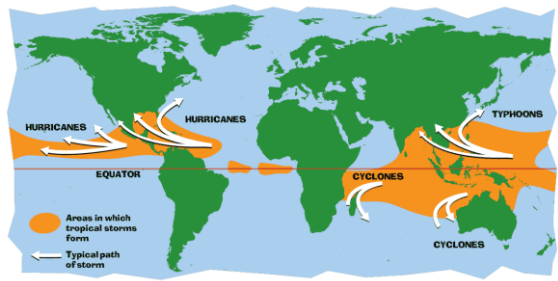 HURRICANES
HURRICANES
TYPHOONS
EQUATOR
CYCLONES
CYCLONES
Areas in which
tropical storms
form
Typical path
of storm